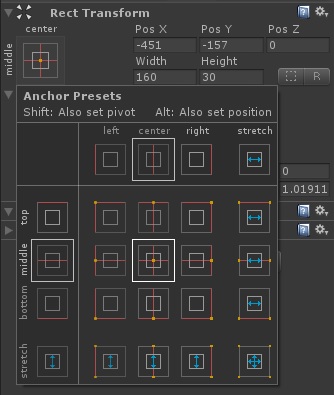 Rect Transform
center
middle
Pos X Pos Y Pos Z
-451 -157 0
Width Height
160 30
R
Anchor Presets
Shift: Also set pivot Alt: Also set position
left center right stretch
top
middle
bottom
stretch
0
1.01911